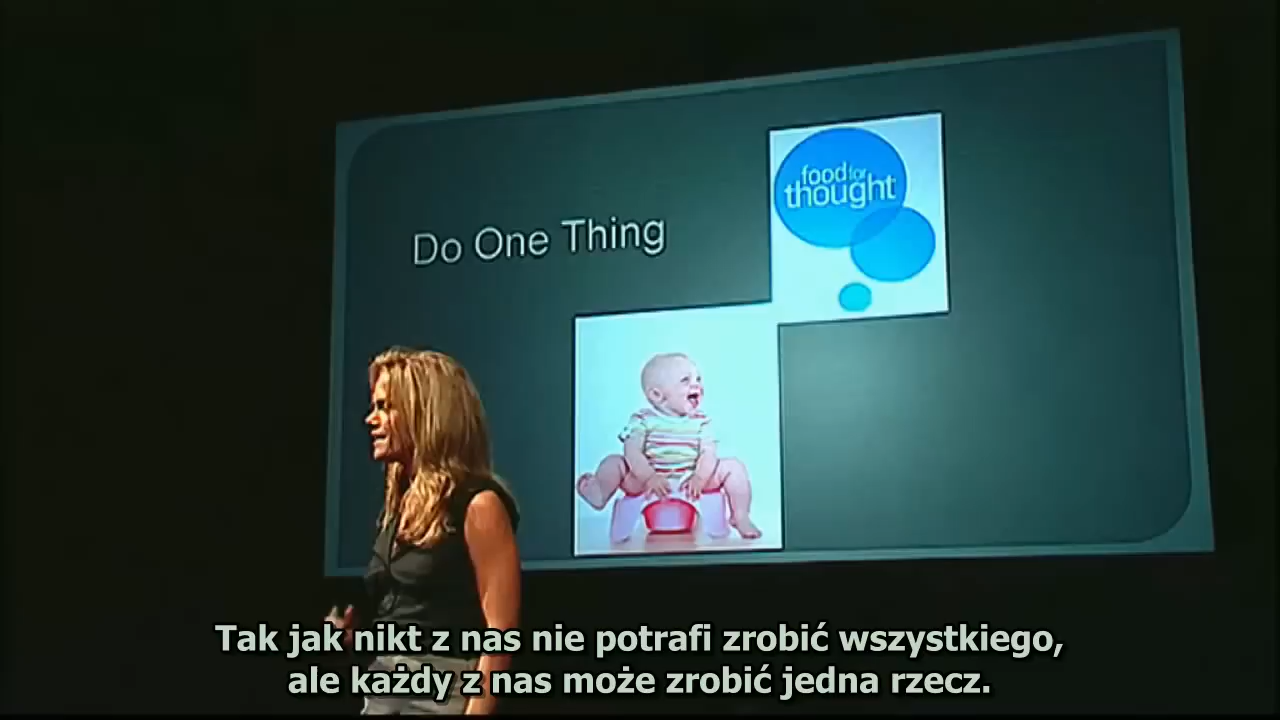 food for
thought
Do One Thing
Tak jak nikt z nas nie potrafi zrobić wszystkiego,
ale każdy z nas może zrobić jedna rzecz.